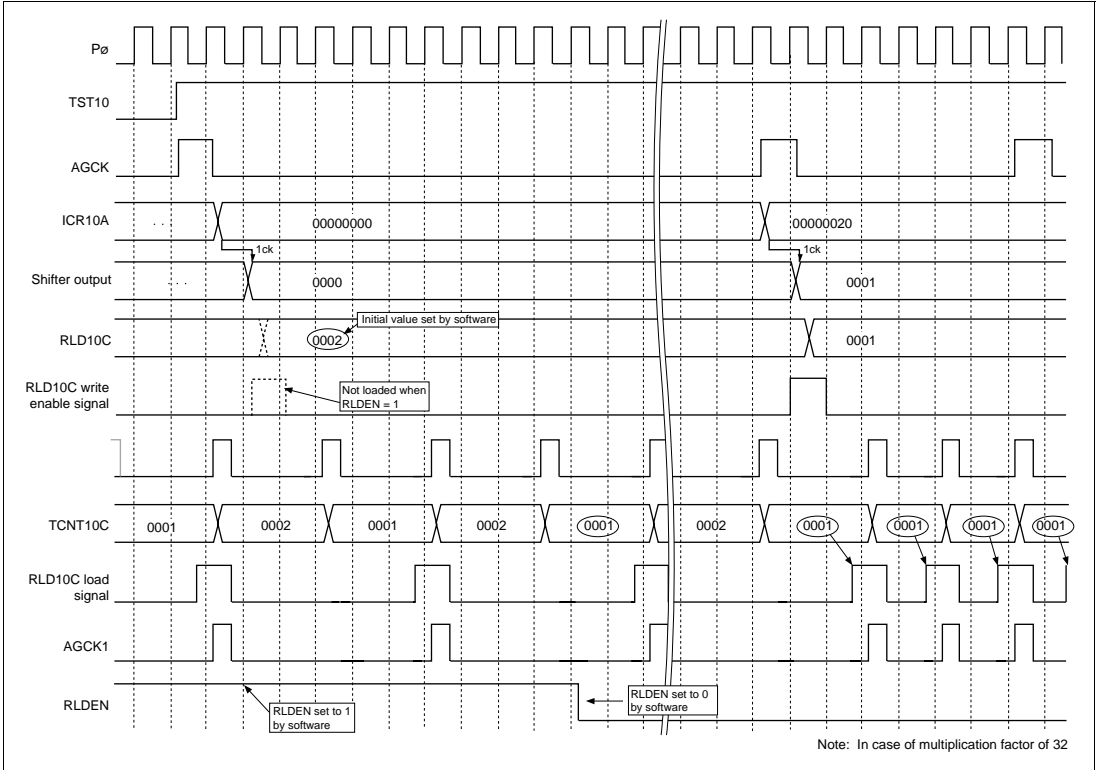 Pø
TST10
AGCK
ICR10A
. .
00000000
00000020
1ck
1ck
Shifter output
. . .
0000
0001
Initial value set by software
RLD10C
0002
0001
RLD10C write
enable signal
Not loaded when
RLDEN = 1
TCNT10C
0001
0002
0001
0002
0001
0002
0001
0001
0001
0001
RLD10C load
signal
AGCK1
RLDEN
RLDEN set to 1
by software
RLDEN set to 0
by software
Note: In case of multiplication factor of 32